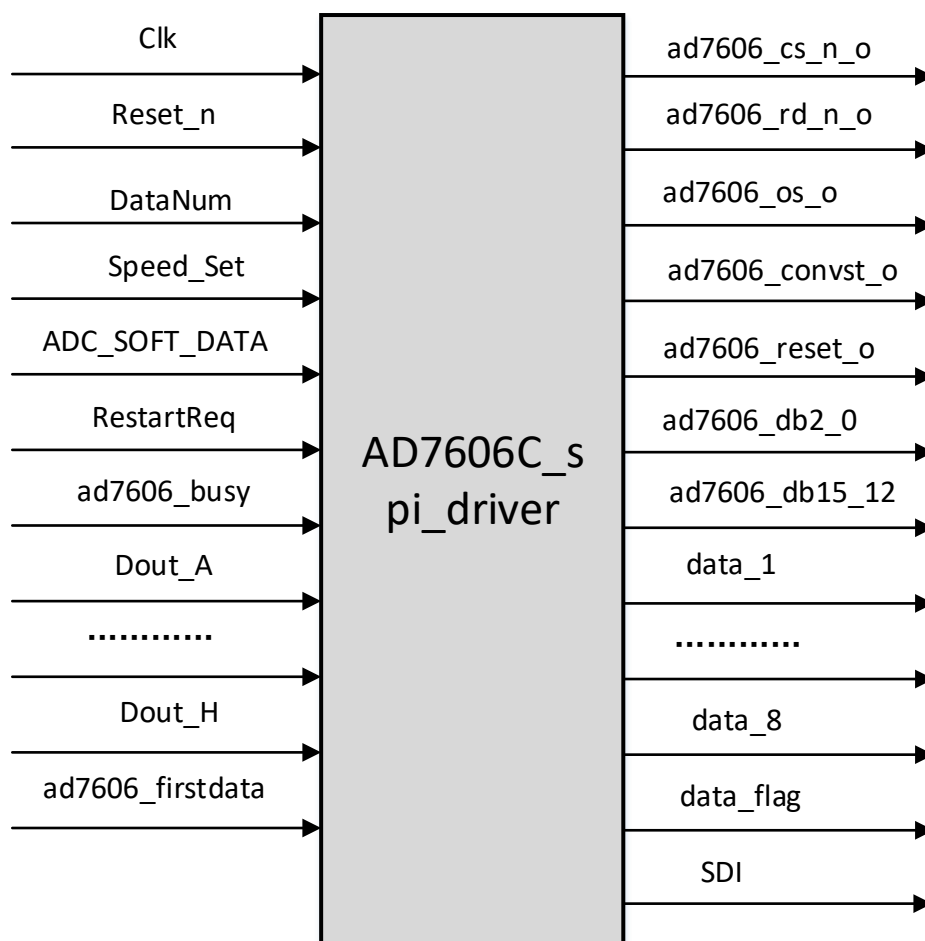 Clk
Reset_n
DataNum
Speed_Set
ADC_SOFT_DATA
RestartReq
ad7606_busy
Dout_A
............
Dout_H
ad7606_firstdata
AD7606C_s
pi_driver
ad7606_cs_n_o
ad7606_rd_n_o
ad7606_os_o
ad7606_convst_o
ad7606_reset_o
ad7606_db2_0
ad7606_db15_12
data_1
............
data_8
data_flag
SDI